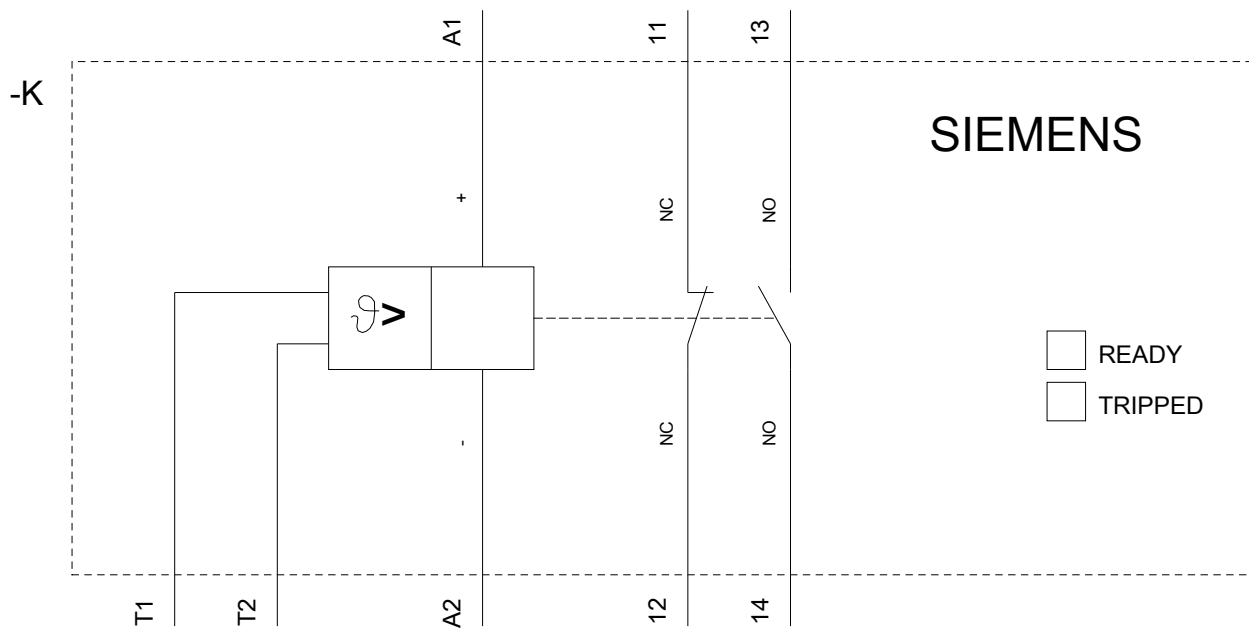 A1
11
13
-K
SIEMENS
+
NC
NO
ϑ>
READY
TRIPPED
-
NC
NO
T1
T2
A2
12
14